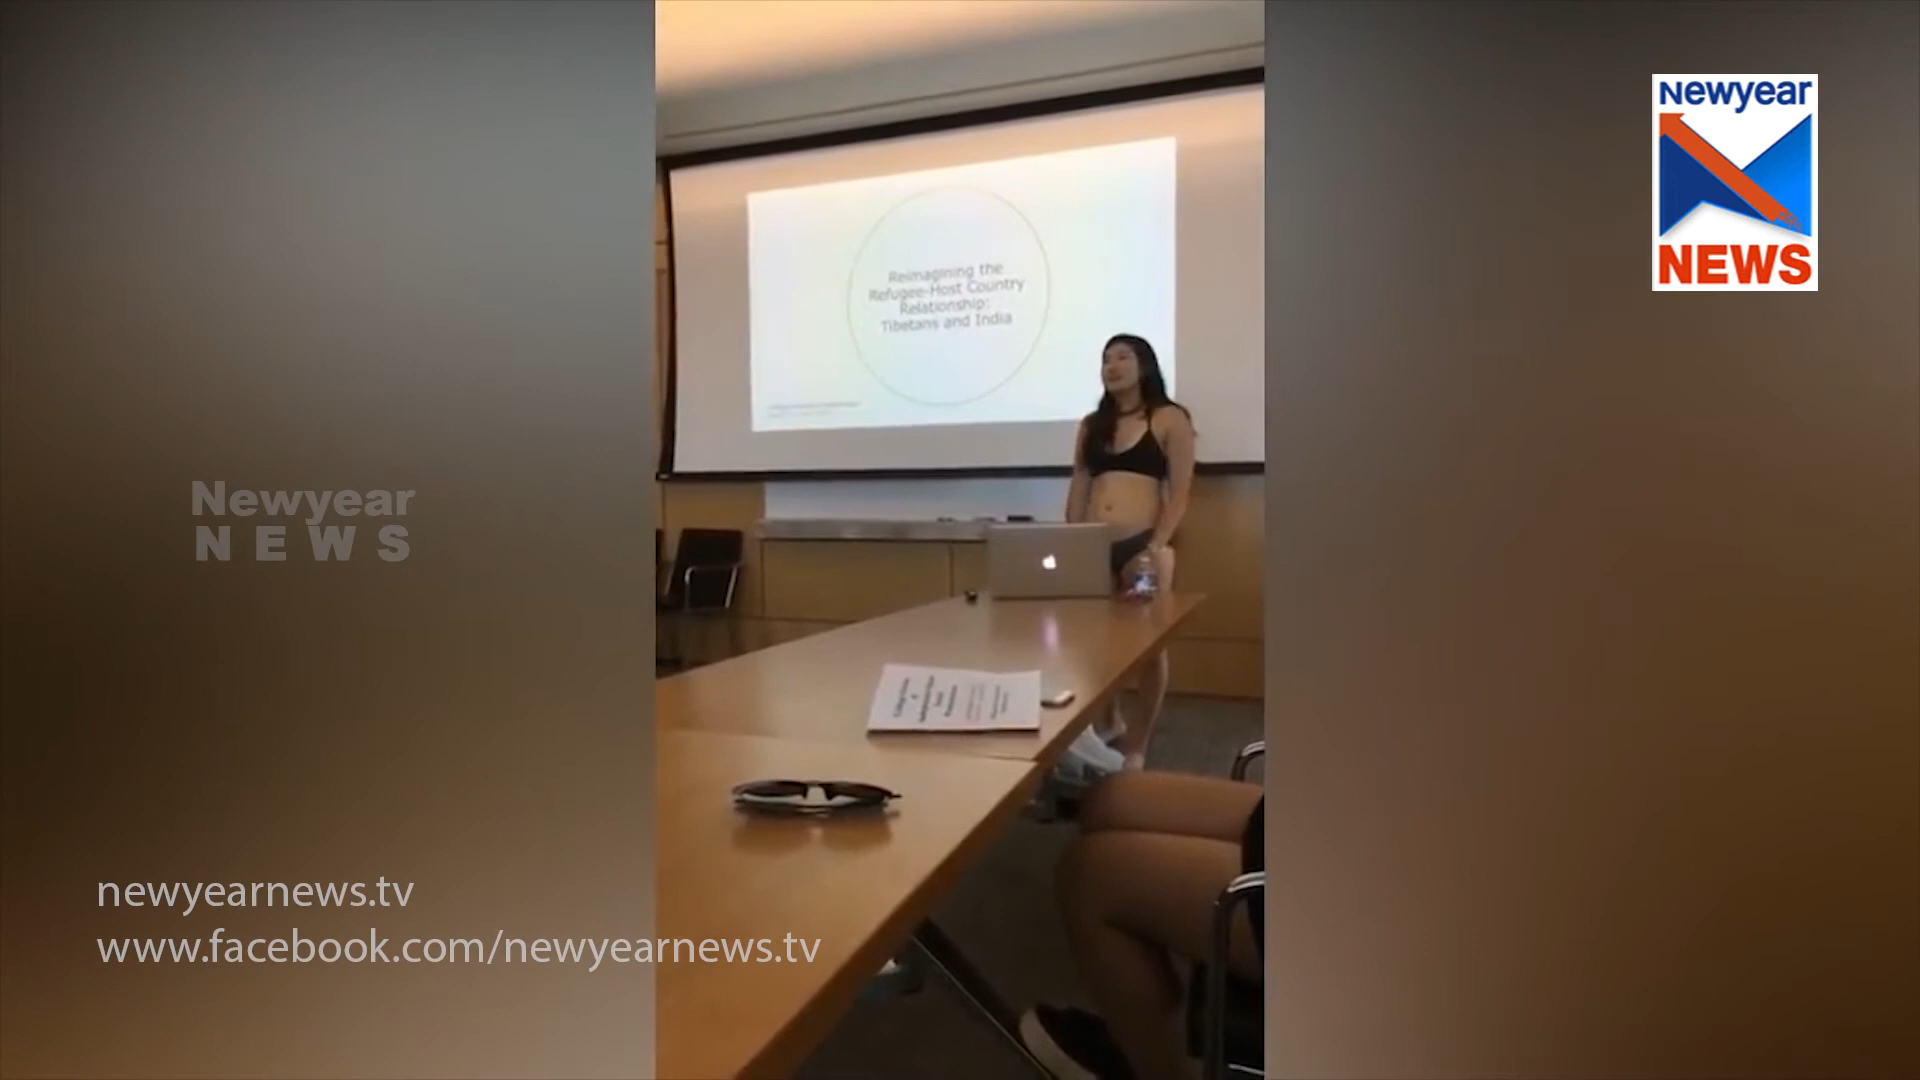 Newyear
NEWS
Reimagining the
Refugee-Host Country
Relationship:
Tibetans and India
Newyear
NEWS
newyearnews.tv
www.facebook.com/newyearnews.tv